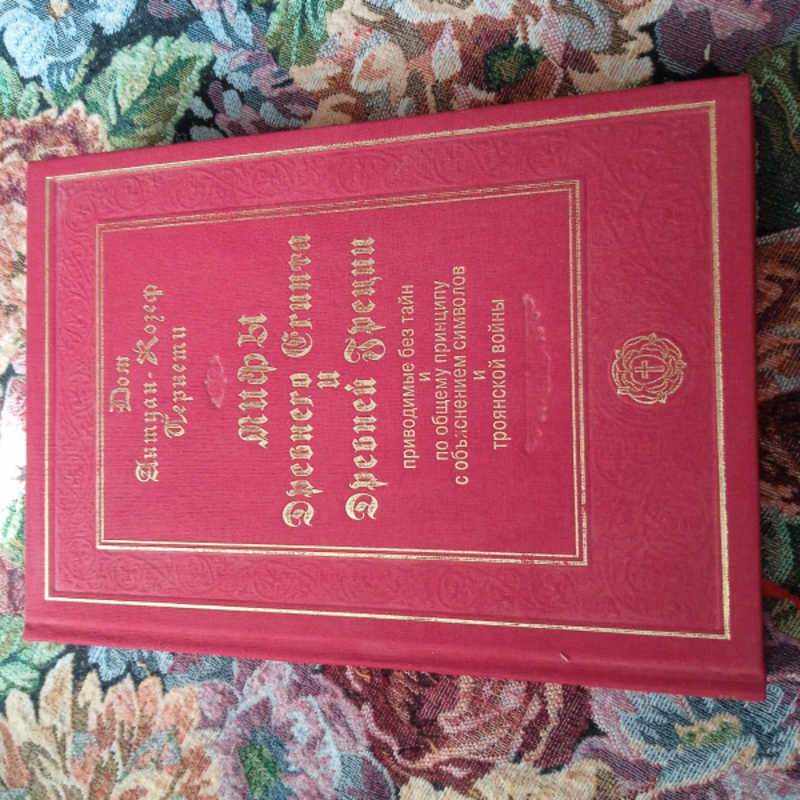 Дом
Антуан-Жозеф
Пернети
Мифы
Древнего Египта
и
Древней Греции
приводимые без тайн
и
по общему принципу
с объяснением символов
и
троянской войны